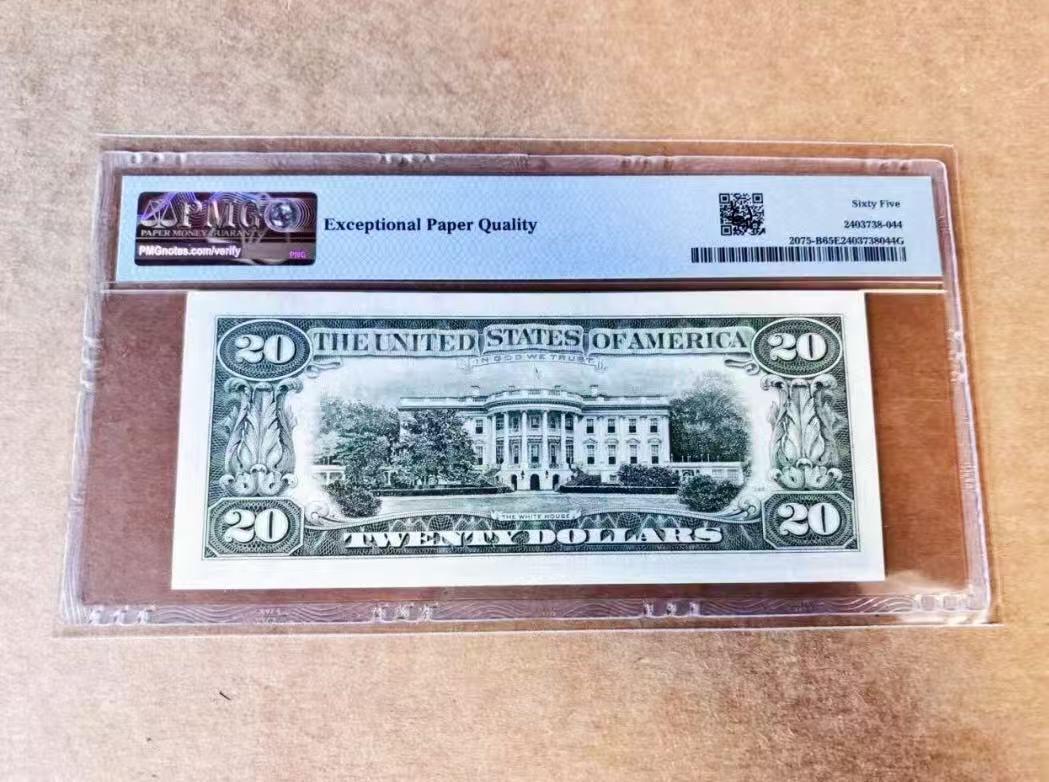 PMG
PAPER MONEY GUARANTY
PMGnotes.com/verify
PMG
Exceptional Paper Quality
Sixty Five
2403738-044
2075-B65E2403738044G
20
THE UNITED STATES OF AMERICA
20
IN GOD WE TRUST
THE WHITE HOUSE
20
TWENTY DOLLARS
20